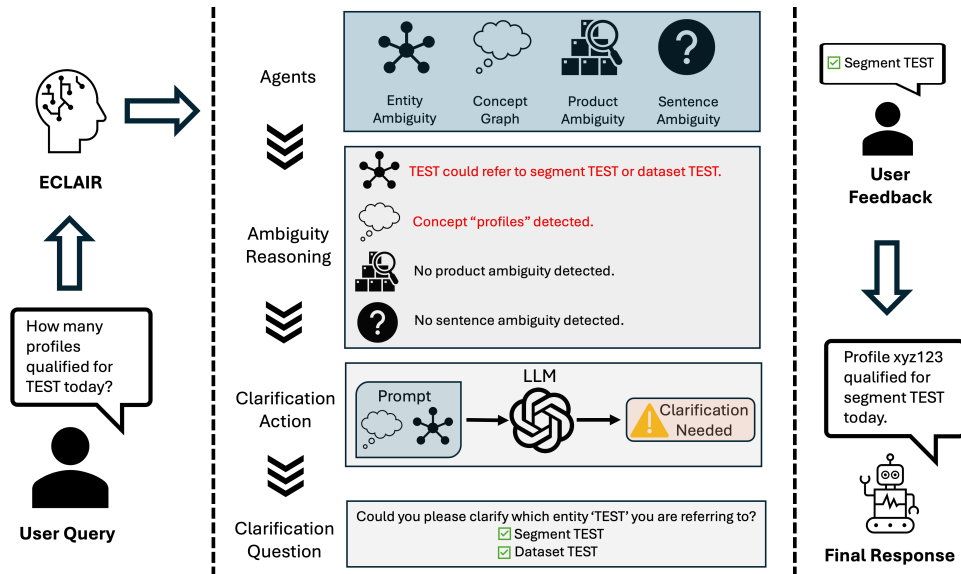 ECLAIR
How many
profiles
qualified for
TEST today?
User Query
Agents
Entity
Ambiguity
Concept
Graph
Product
Ambiguity
Sentence
Ambiguity
Ambiguity
Reasoning
TEST could refer to segment TEST or dataset TEST.
Concept “profiles” detected.
No product ambiguity detected.
No sentence ambiguity detected.
Clarification
Action
Prompt
LLM
Clarification
Needed
Clarification
Question
Could you please clarify which entity ‘TEST’ you are referring to?
Segment TEST
Dataset TEST
Segment TEST
User
Feedback
Profile xyz123
qualified for
segment TEST
today.
Final Response